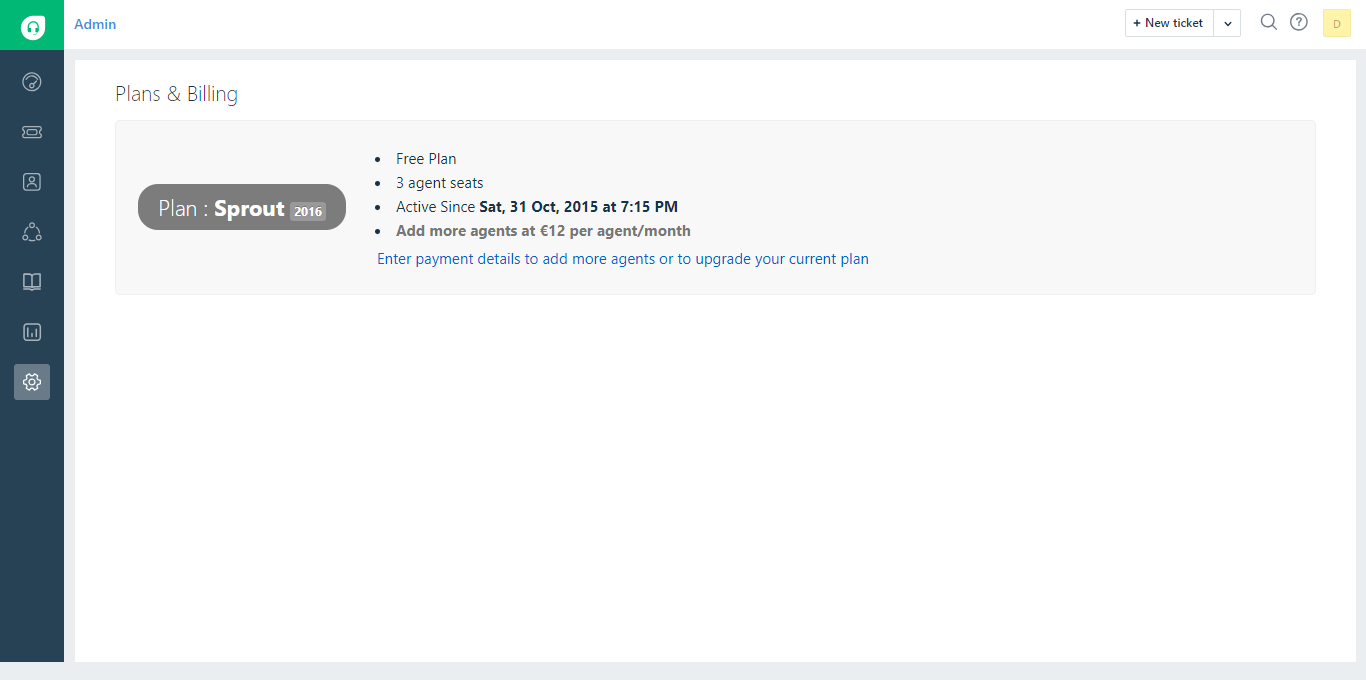 Admin
+ New ticket
D
Plans & Billing
Plan : Sprout 2016
Free Plan
3 agent seats
Active Since Sat, 31 Oct, 2015 at 7:15 PM
Add more agents at €12 per agent/month
Enter payment details to add more agents or to upgrade your current plan